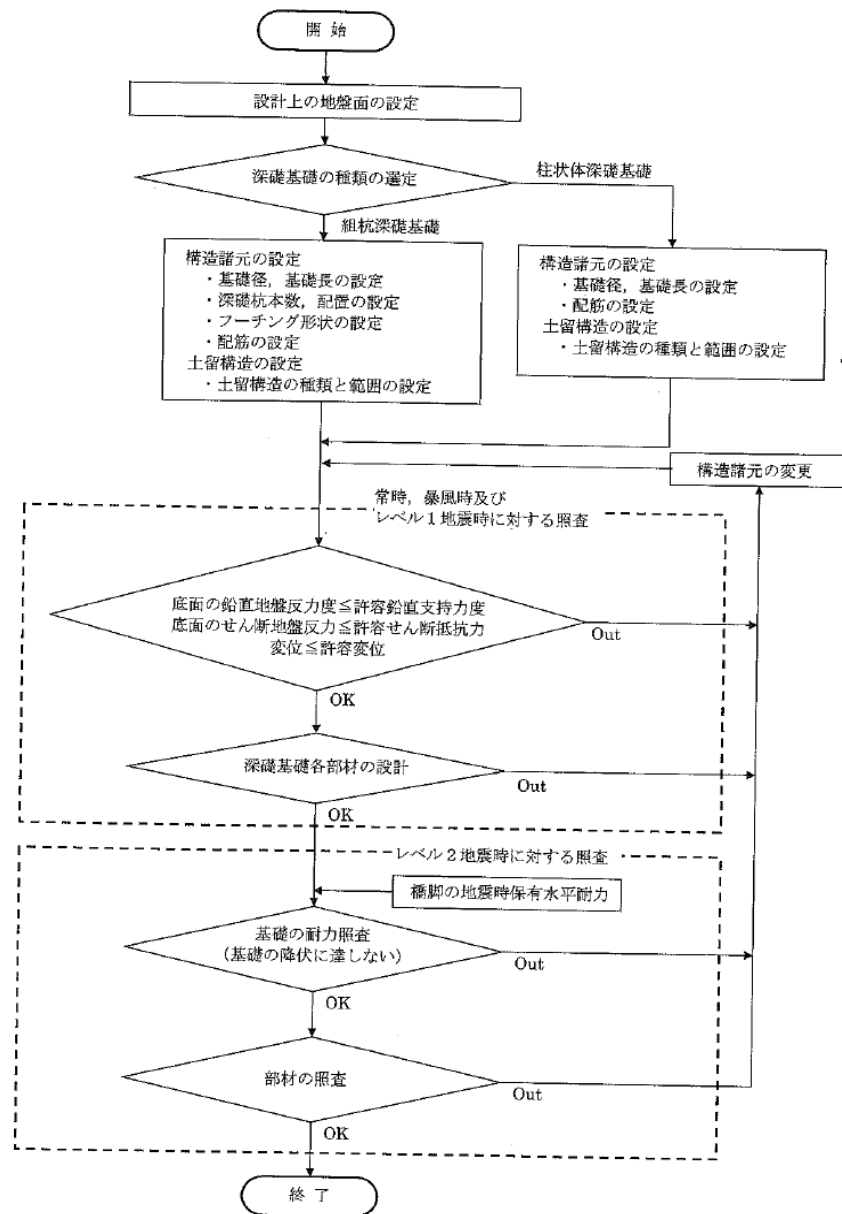 開 始
設計上の地盤面の設定
深礎基礎の種類の選定
柱状体深礎基礎
組杭深礎基礎
構造諸元の設定
・基礎径，基礎長の設定
・深礎杭本数，配置の設定
・フーチング形状の設定
・配筋の設定
土留構造の設定
・土留構造の種類と範囲の設定
構造諸元の設定
・基礎径，基礎長の設定
・配筋の設定
土留構造の設定
・土留構造の種類と範囲の設定
構造諸元の変更
常時，暴風時及び
レベル1地震時に対する照査
底面の鉛直地盤反力度≦許容鉛直支持力度
底面のせん断地盤反力≦許容せん断抵抗力
変位≦許容変位
Out
OK
深礎基礎各部材の設計
Out
OK
レベル2地震時に対する照査
橋脚の地震時保有水平耐力
基礎の耐力照査
(基礎の降伏に達しない)
Out
OK
部材の照査
Out
OK
終 了